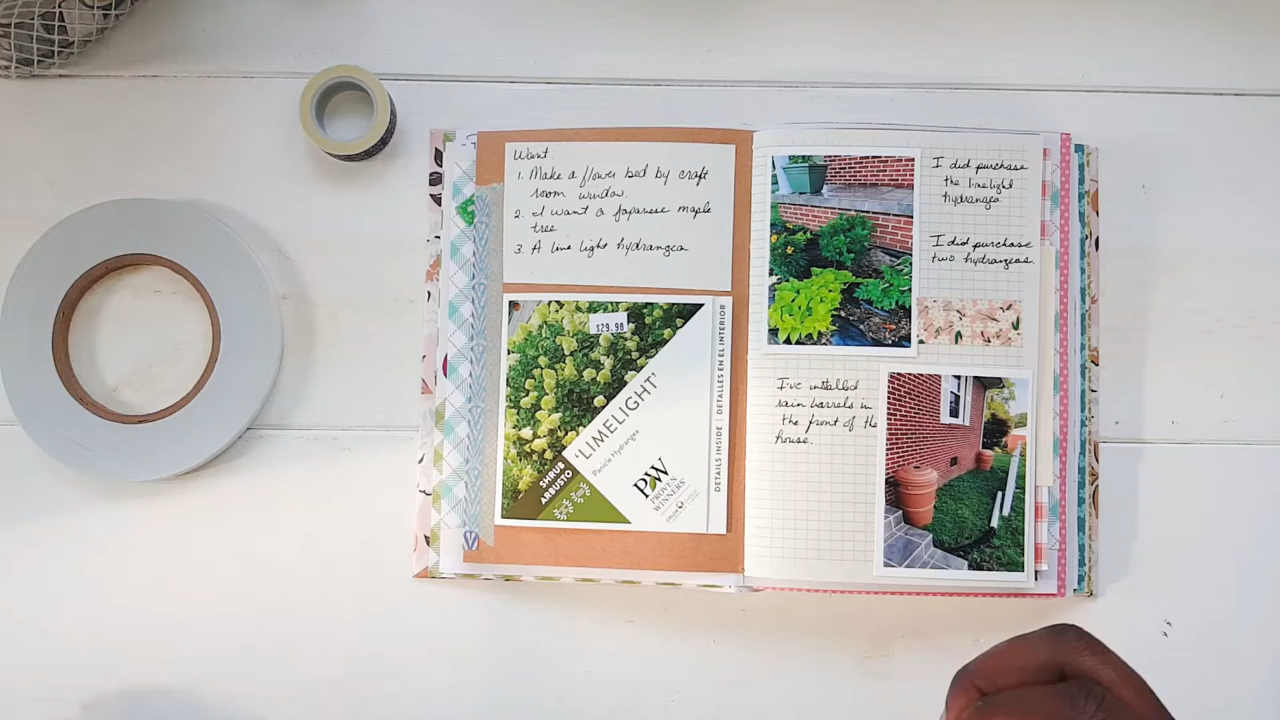 Want:
1. Make a flower bed by craft
room window.
2. I want a Japanese maple
tree
3. A lime light hydrangea
$29.98
'LIMELIGHT'
Panicle Hydrangea
SHRUB
ARBUSTO
PW
PROVEN
WINNERS
DETAILS INSIDE | DETALLES EN EL INTERIOR
I did purchase
the limelight
hydrangea
I did purchase
two hydrangeas.
I've installed
rain barrels in
the front of the
house.